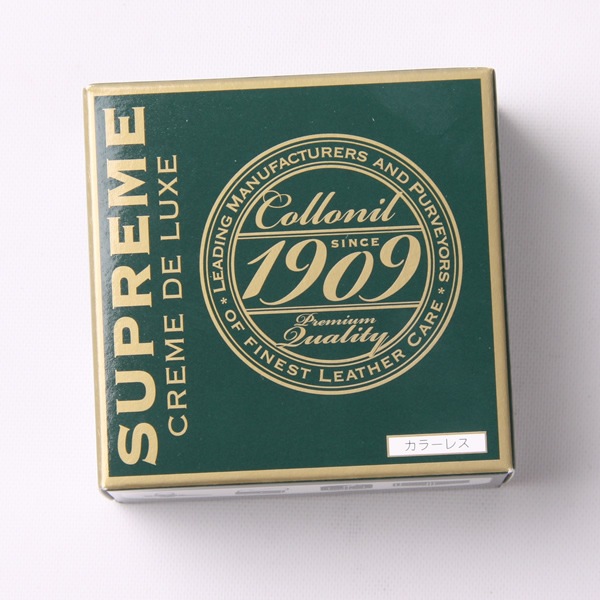 SUPREME
CREME DE LUXE
* LEADING MANUFACTURERS AND PURVEYORS *
Collonil
SINCE
1909
Premium
Quality
OF FINEST LEATHER CARE
カラーレス